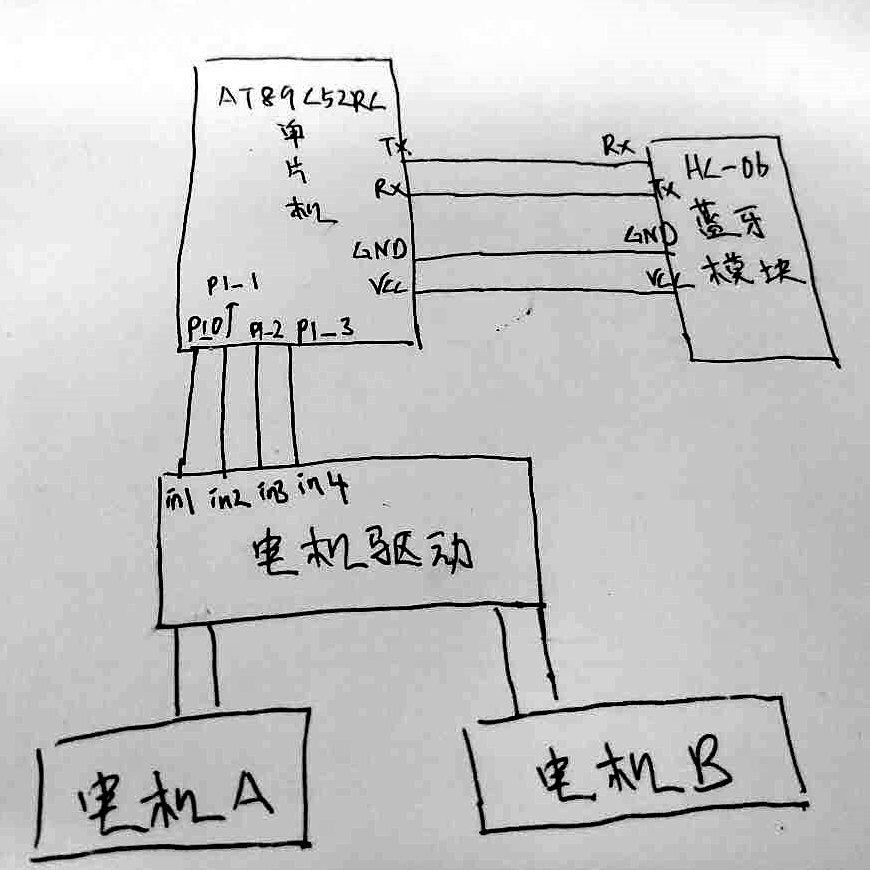 AT89C52RC
单
片
机
TX
RX
GND
VCC
P1-1
P1.0
P1-2
P1-3
RX
TX
GND
VCC
HC-06
蓝牙
模块
in1 in2 in3 in4
电机驱动
电机A
电机B